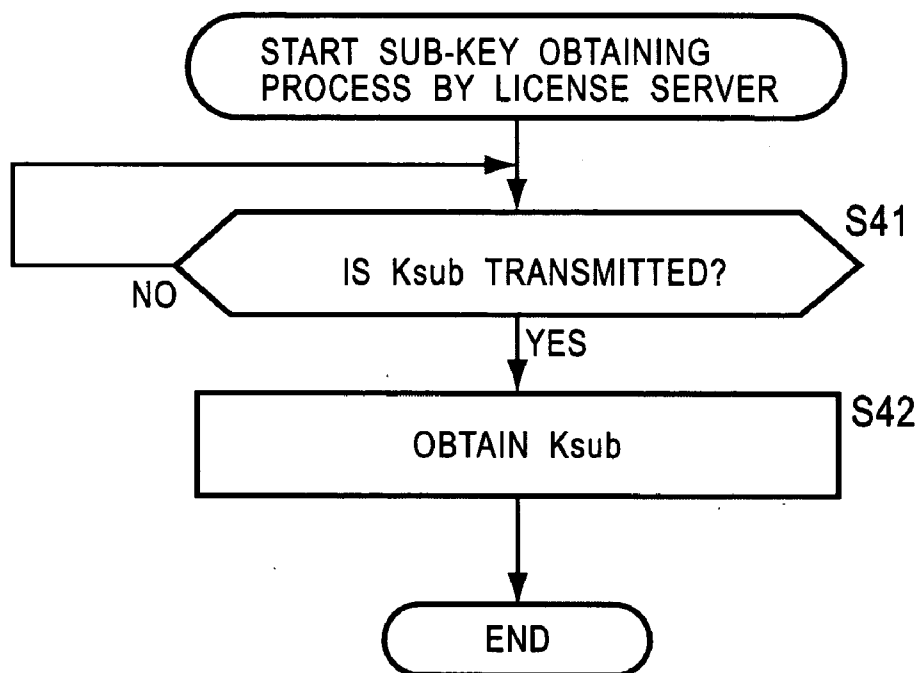 START SUB-KEY OBTAINING
PROCESS BY LICENSE SERVER
S41
IS Ksub TRANSMITTED?
NO
YES
S42
OBTAIN Ksub
END